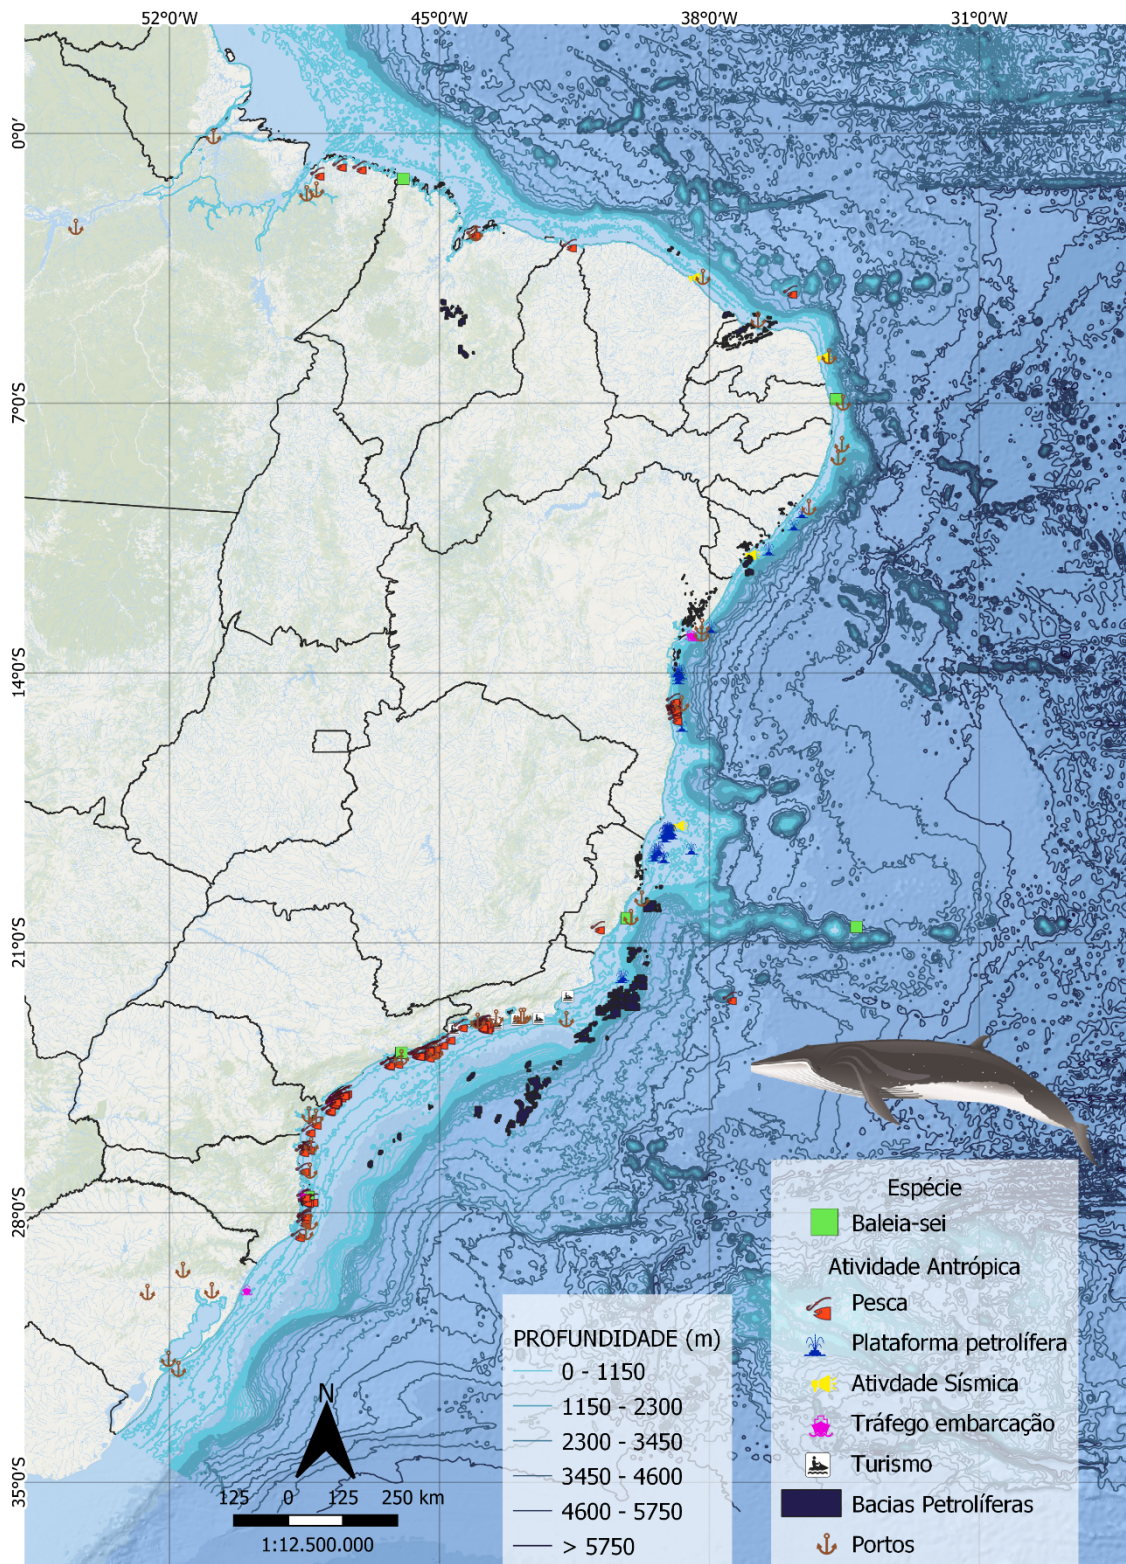 52°0'W 45°0'W 38°0'W 31°0'W
0°0'
7°0'S
14°0'S
21°0'S
28°0'S
35°0'S
Espécie
Baleia-sei
Atividade Antrópica
Pesca
Plataforma petrolífera
Ativdade Sísmica
Tráfego embarcação
Turismo
Bacias Petrolíferas
Portos
PROFUNDIDADE (m)
0 - 1150
1150 - 2300
2300 - 3450
3450 - 4600
4600 - 5750
> 5750
N
125 0 125 250 km
1:12.500.000